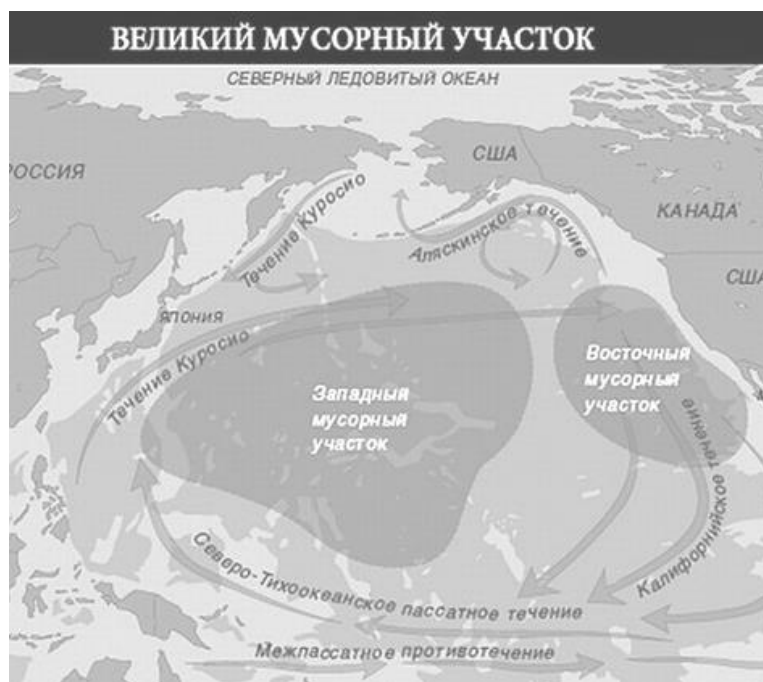 ВЕЛИКИЙ МУСОРНЫЙ УЧАСТОК
СЕВЕРНЫЙ ЛЕДОВИТЫЙ ОКЕАН
РОССИЯ
США
КАНАДА
Течение Куросио
Аляскинское течение
США
ЯПОНИЯ
Течение Куросио
Западный
мусорный
участок
Восточный
мусорный
участок
Калифорнийское течение
Северо-Тихоокеанское пассатное течение
Межпассатное противотечение